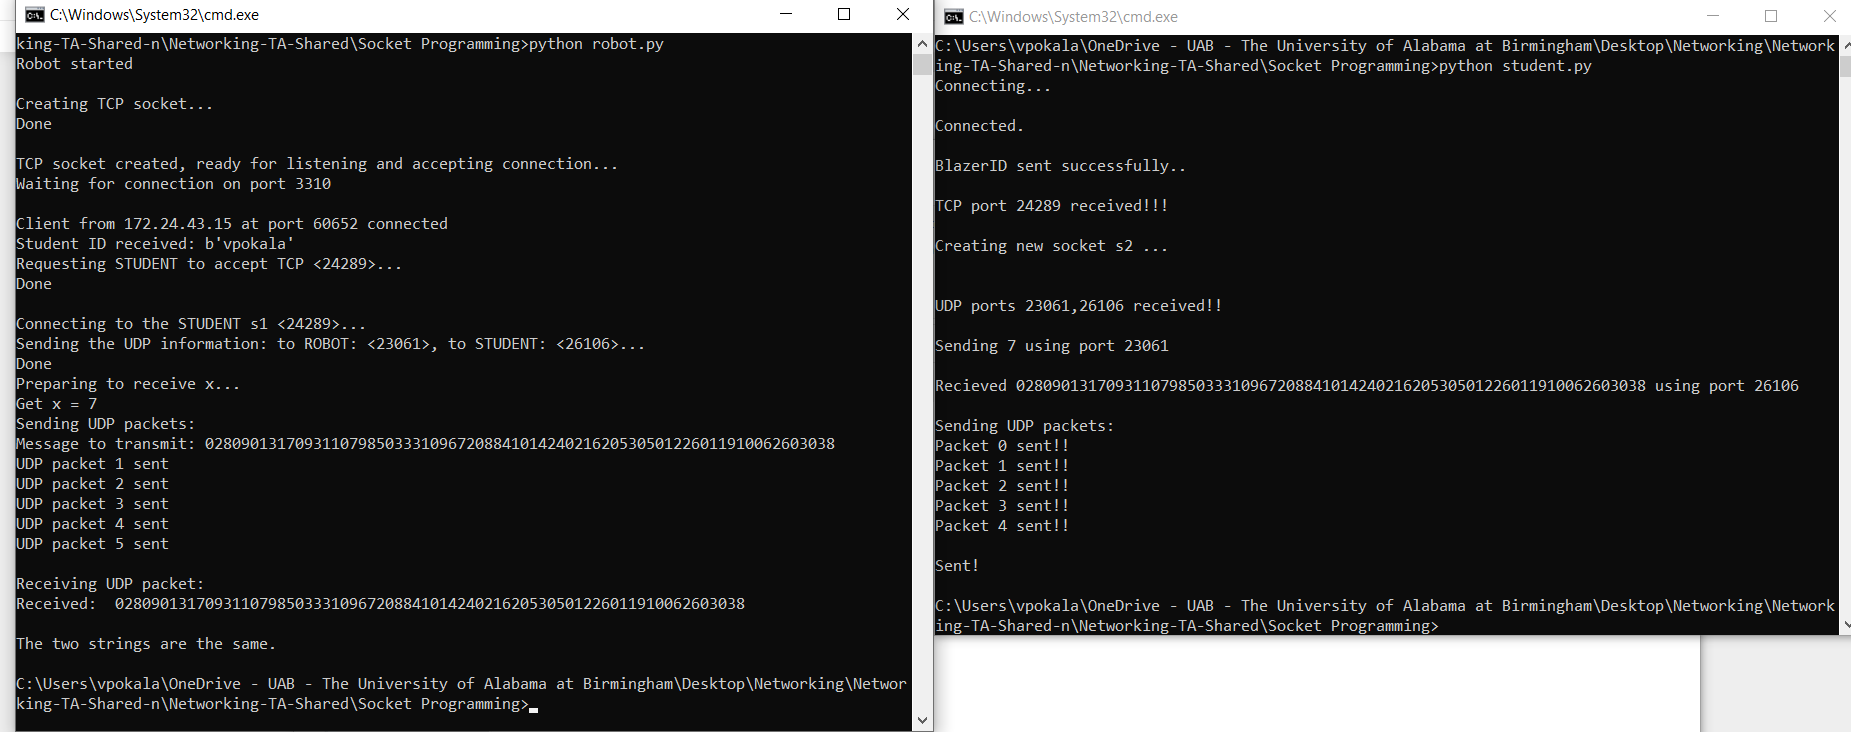 C:\Windows\System32\cmd.exe
king-TA-Shared-n\Networking-TA-Shared\Socket Programming>python robot.py
Robot started
Creating TCP socket...
Done
TCP socket created, ready for listening and accepting connection...
Waiting for connection on port 3310
Client from 172.24.43.15 at port 60652 connected
Student ID received: b'vpokala'
Requesting STUDENT to accept TCP <24289>...
Done
Connecting to the STUDENT s1 <24289>...
Sending the UDP information: to ROBOT: <23061>, to STUDENT: <26106>...
Done
Preparing to receive x...
Get x = 7
Sending UDP packets:
Message to transmit: 0280901317093110798503331096720884101424021620530501226011910062603038
UDP packet 1 sent
UDP packet 2 sent
UDP packet 3 sent
UDP packet 4 sent
UDP packet 5 sent
Receiving UDP packet:
Received:  0280901317093110798503331096720884101424021620530501226011910062603038
The two strings are the same.
C:\Users\vpokala\OneDrive - UAB - The University of Alabama at Birmingham\Desktop\Networking\Networ
king-TA-Shared-n\Networking-TA-Shared\Socket Programming>
C:\Windows\System32\cmd.exe
C:\Users\vpokala\OneDrive - UAB - The University of Alabama at Birmingham\Desktop\Networking\Network
ing-TA-Shared-n\Networking-TA-Shared\Socket Programming>python student.py
Connecting...
Connected.
BlazerID sent successfully..
TCP port 24289 received!!!
Creating new socket s2 ...
UDP ports 23061,26106 received!!
Sending 7 using port 23061
Recieved 0280901317093110798503331096720884101424021620530501226011910062603038 using port 26106
Sending UDP packets:
Packet 0 sent!!
Packet 1 sent!!
Packet 2 sent!!
Packet 3 sent!!
Packet 4 sent!!
Sent!
C:\Users\vpokala\OneDrive - UAB - The University of Alabama at Birmingham\Desktop\Networking\Network
ing-TA-Shared-n\Networking-TA-Shared\Socket Programming>